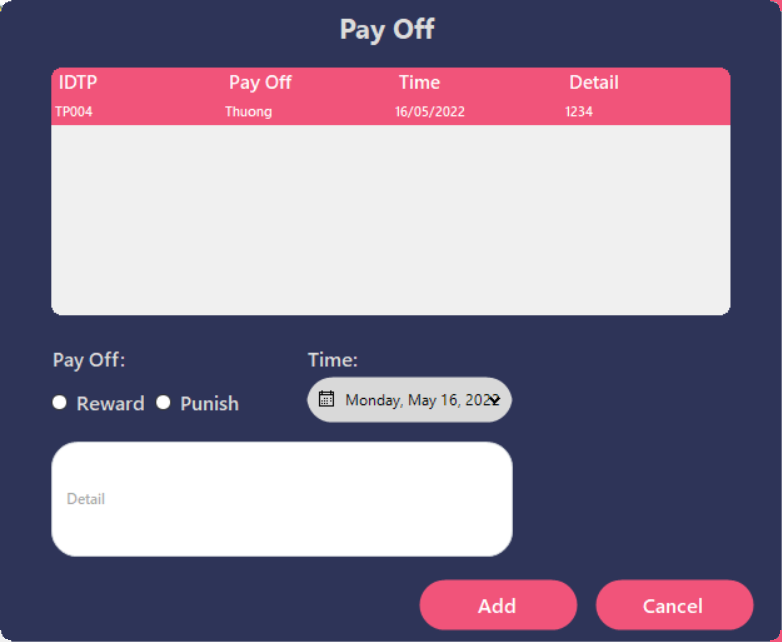 Pay Off
IDTP Pay Off Time Detail
TP004 Thuong 16/05/2022 1234
Pay Off: Time:
Reward Punish Monday, May 16, 2022
Detail
Add Cancel